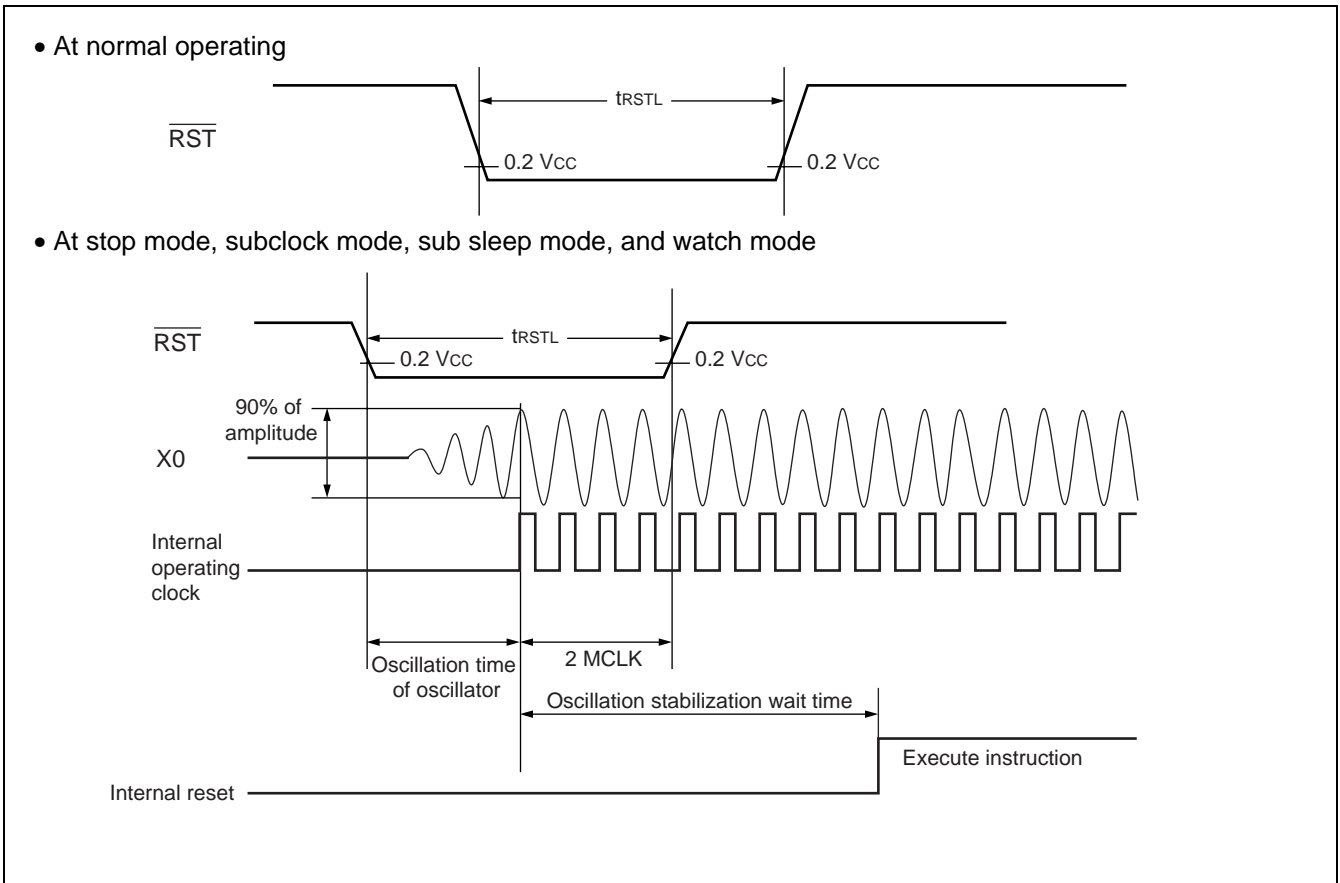 • At normal operating
tRSTL
RST
0.2 VCC
0.2 VCC
• At stop mode, subclock mode, sub sleep mode, and watch mode
RST
tRSTL
0.2 VCC
0.2 VCC
90% of
amplitude
X0
Internal
operating
clock
Oscillation time
of oscillator
2 MCLK
Oscillation stabilization wait time
Execute instruction
Internal reset